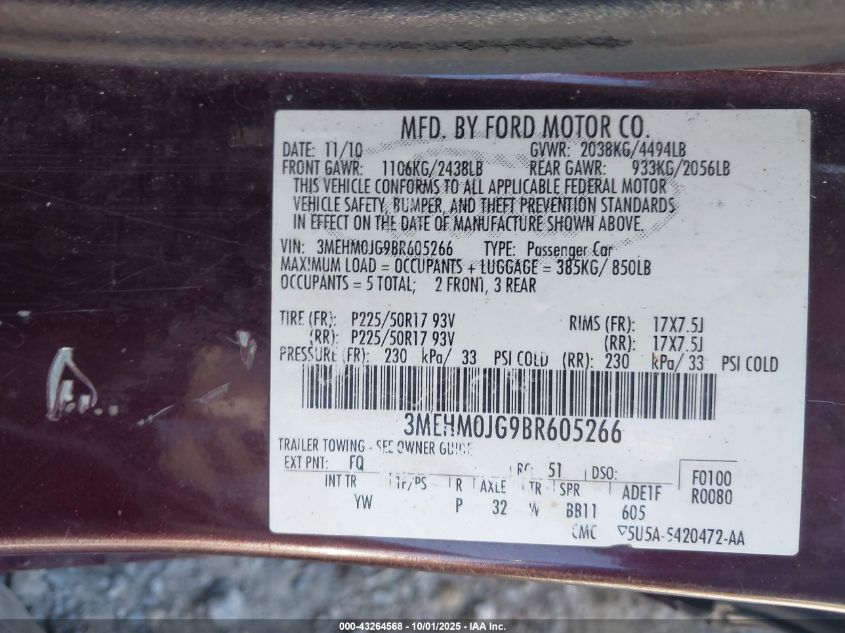 MFD. BY FORD MOTOR CO.
DATE: 11/10 GVWR: 2038KG/4494LB
FRONT GAWR: 1106KG/2438LB REAR GAWR: 933KG/2056LB
THIS VEHICLE CONFORMS TO ALL APPLICABLE FEDERAL MOTOR
VEHICLE SAFETY, BUMPER, AND THEFT PREVENTION STANDARDS
IN EFFECT ON THE DATE OF MANUFACTURE SHOWN ABOVE.
VIN: 3MEHM0JG9BR605266 TYPE: Passenger Car
MAXIMUM LOAD = OCCUPANTS + LUGGAGE = 385KG/ 850LB
OCCUPANTS = 5 TOTAL; 2 FRONT, 3 REAR
TIRE (FR): P225/50R17 93V RIMS (FR): 17X7.5J
(RR): P225/50R17 93V (RR): 17X7.5J
PRESSURE (FR): 230 kPa/ 33 PSI COLD (RR): 230 kPa/ 33 PSI COLD
3MEHM0JG9BR605266
TRAILER TOWING - SEE OWNER GUIDE
EXT PNT: FQ RC: 51 DSO: F0100
INT TR TP/PS R AXLE TR SPR ADE1F R0080
YW P 32 W BB11 605
CMC 5U5A-5420472-AA
000-43264568 | 10/01/2025 | IAA, Inc.